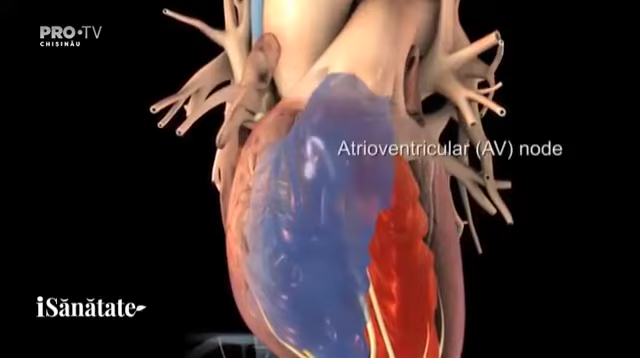 PRO•TV
CHIȘINĂU
Atrioventricular (AV) node
iSănătate